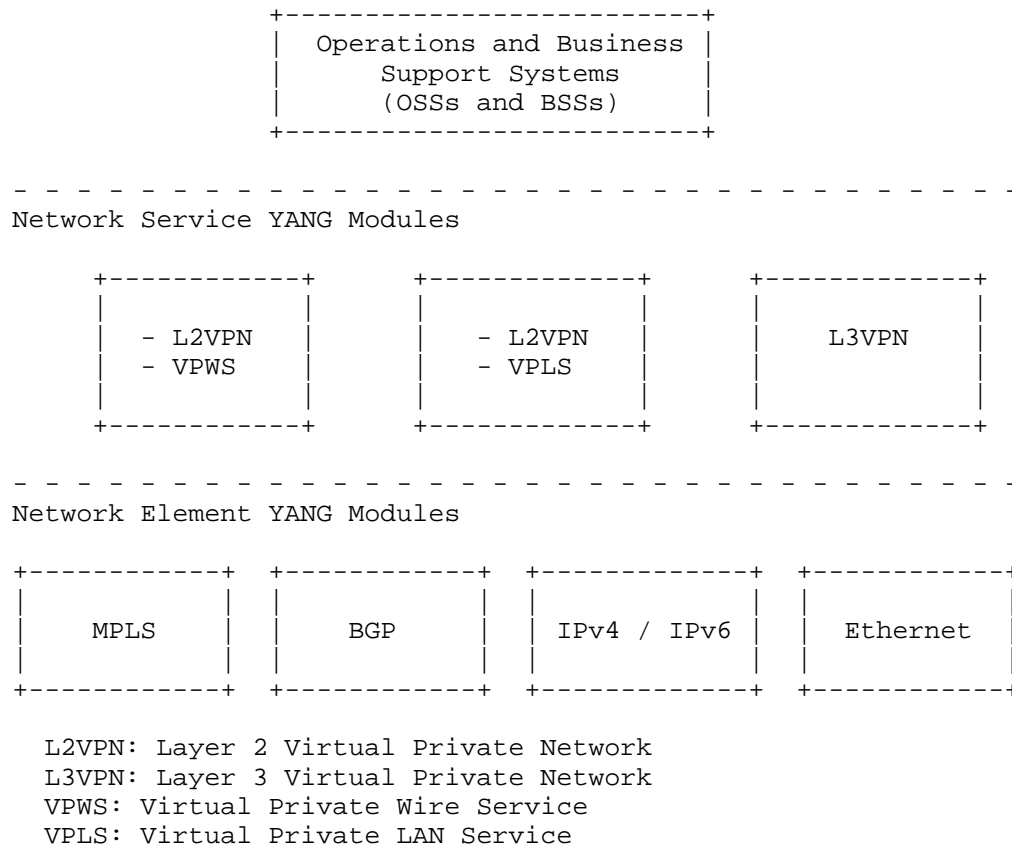 Operations and Business
Support Systems
(OSSs and BSSs)
Network Service YANG Modules
- L2VPN - L2VPN L3VPN
- VPWS - VPLS
Network Element YANG Modules
MPLS BGP IPv4 / IPv6 Ethernet
L2VPN: Layer 2 Virtual Private Network
L3VPN: Layer 3 Virtual Private Network
VPWS: Virtual Private Wire Service
VPLS: Virtual Private LAN Service